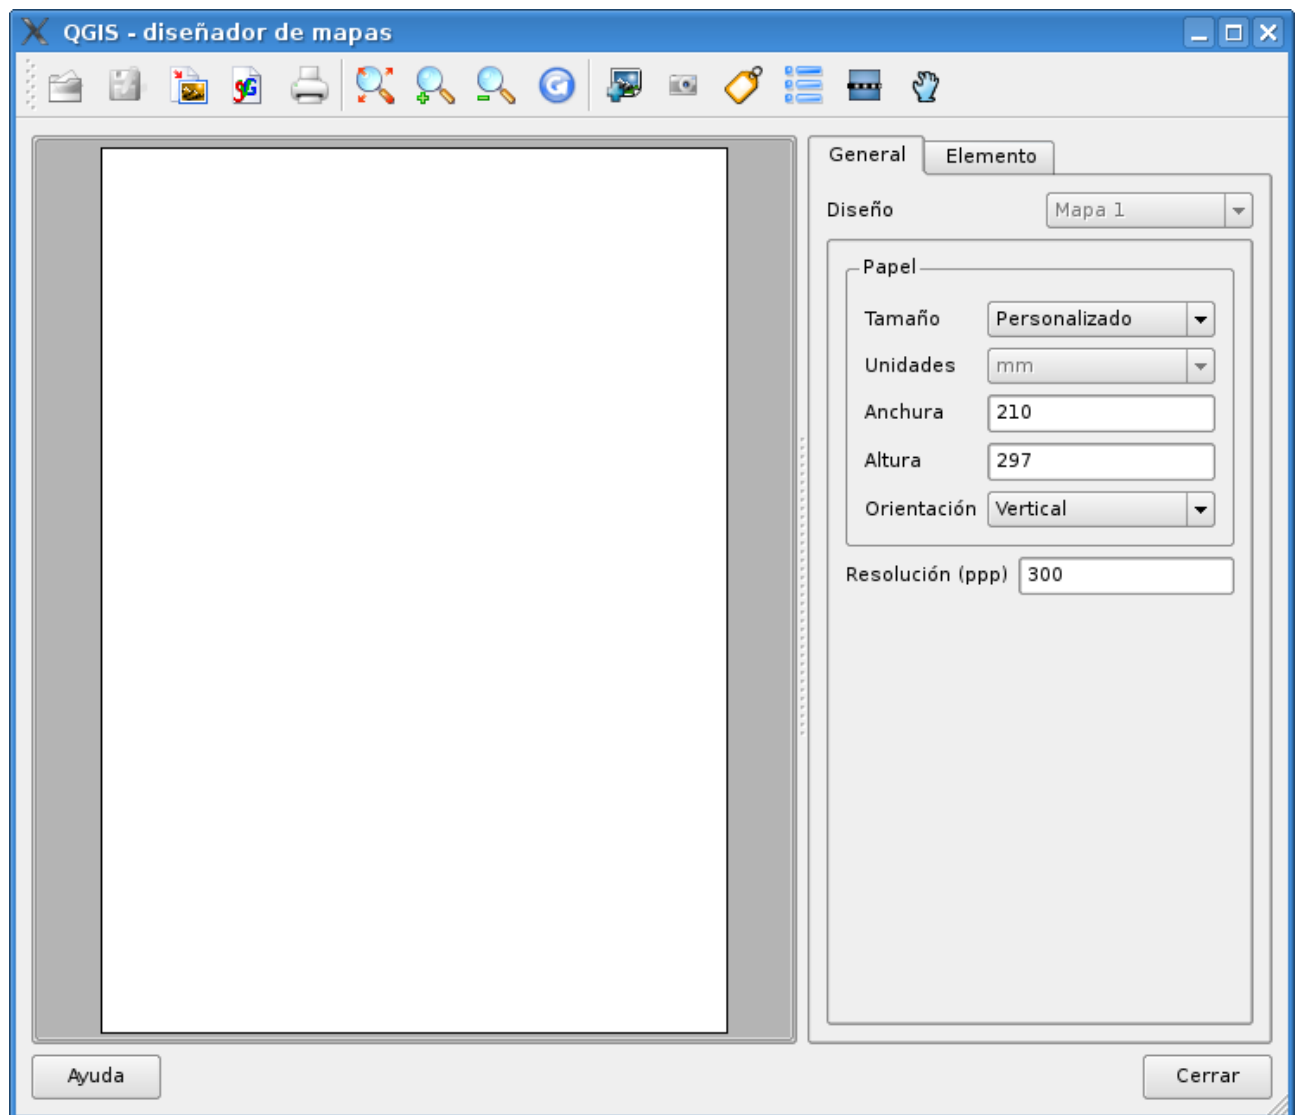 QGIS - diseñador de mapas
General Elemento
Diseño Mapa 1
Papel
Tamaño Personalizado
Unidades mm
Anchura 210
Altura 297
Orientación Vertical
Resolución (ppp) 300
Ayuda Cerrar